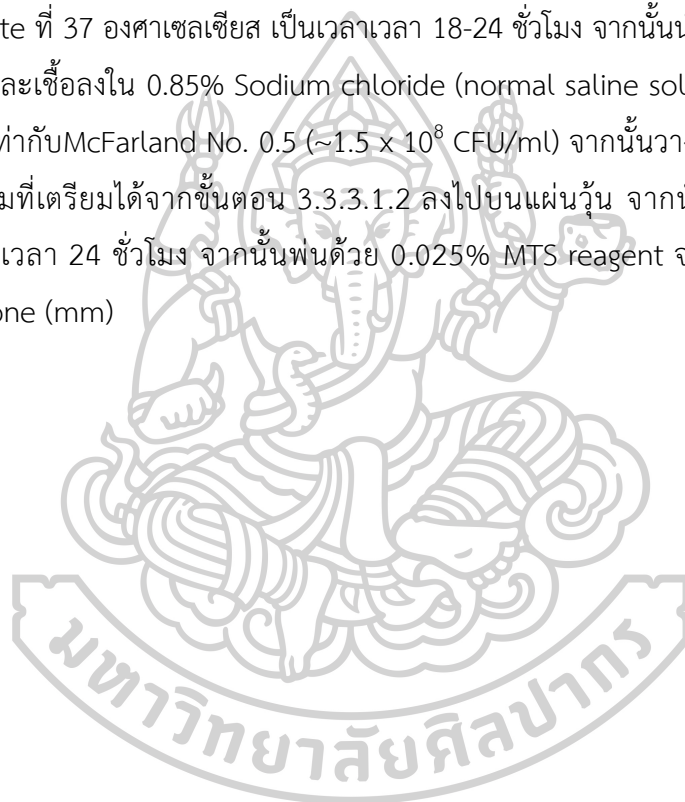 te ที่ 37 องศาเซลเซียส เป็นเวลาเวลา 18-24 ชั่วโมง จากนั้น
ละเชื้อลงใน 0.85% Sodium chloride (normal saline sol
ท่ากับMcFarland No. 0.5 (~1.5 x 10⁸ CFU/ml) จากนั้นวา
มที่เตรียมได้จากขั้นตอน 3.3.3.1.2 ลงไปบนแผ่นวุ้น จาก
เวลา 24 ชั่วโมง จากนั้นพ่นด้วย 0.025% MTS reagent จ
one (mm)
มหาวิทยาลัยศิลปากร